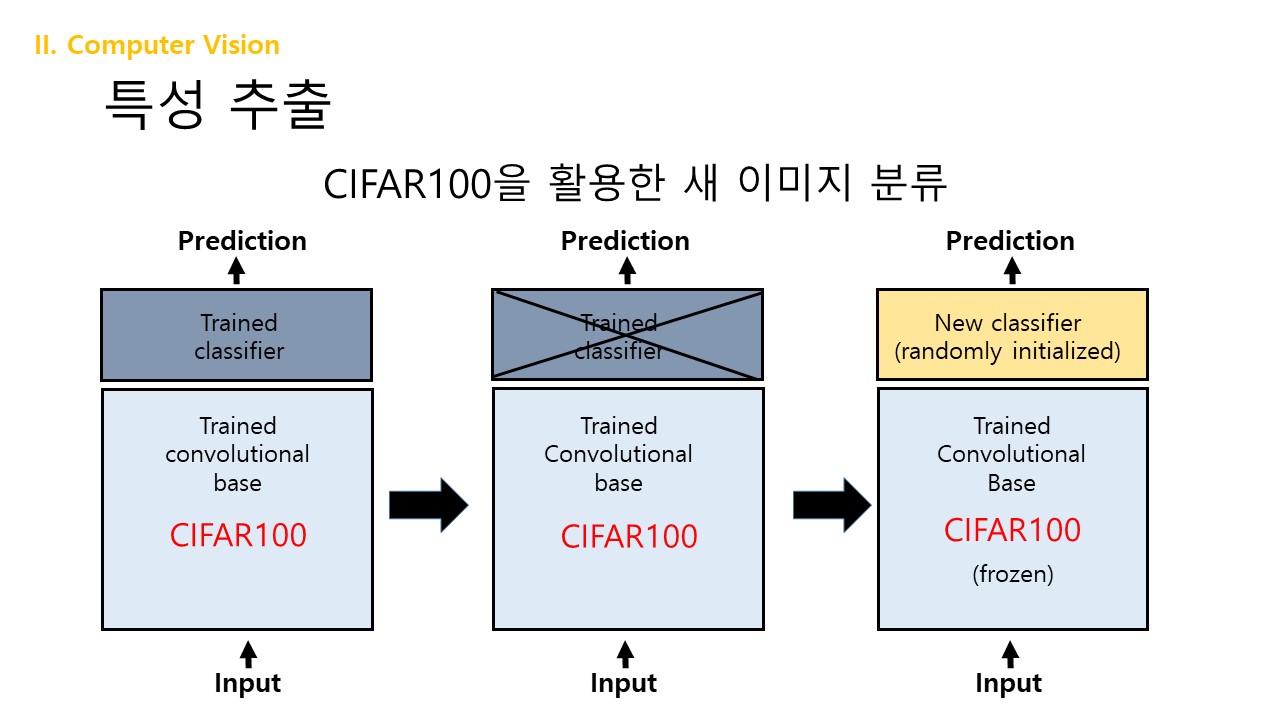 II. Computer Vision
특성 추출
CIFAR100을 활용한 새 이미지 분류
Prediction
Trained
classifier
Trained
convolutional
base
CIFAR100
Input
Prediction
Trained
classifier
Trained
Convolutional
base
CIFAR100
Input
Prediction
New classifier
(randomly initialized)
Trained
Convolutional
Base
CIFAR100
(frozen)
Input